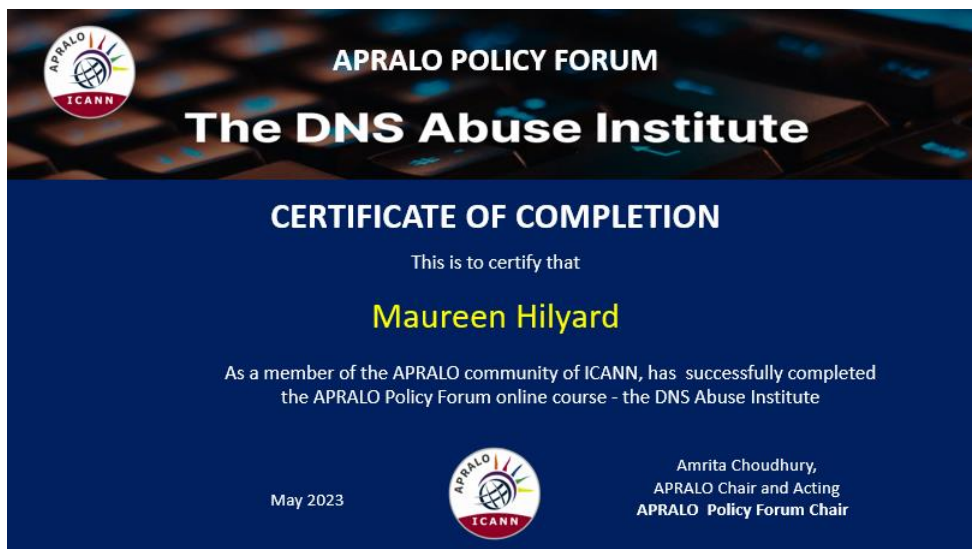 APRALO
ICANN
APRALO POLICY FORUM
The DNS Abuse Institute
CERTIFICATE OF COMPLETION
This is to certify that
Maureen Hilyard
As a member of the APRALO community of ICANN, has  successfully completed
the APRALO Policy Forum online course - the DNS Abuse Institute
May 2023
APRALO
ICANN
Amrita Choudhury,
APRALO Chair and Acting
APRALO  Policy Forum Chair